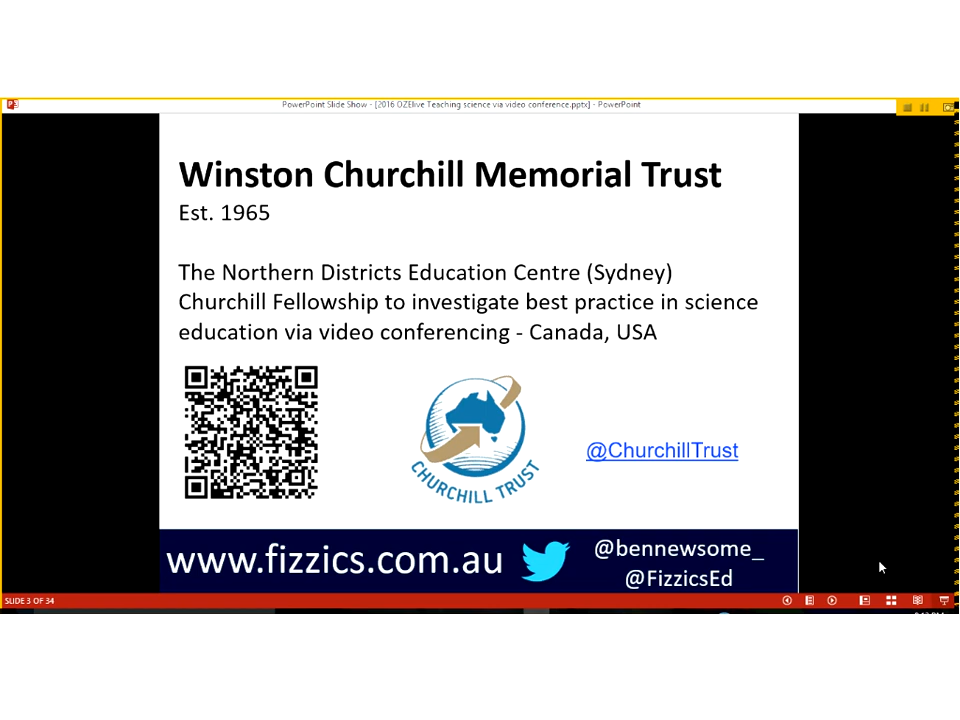 PowerPoint Slide Show - [2016 OZElive Teaching science via video conference.pptx] - PowerPoint
Winston Churchill Memorial Trust
Est. 1965
The Northern Districts Education Centre (Sydney)
Churchill Fellowship to investigate best practice in science
education via video conferencing - Canada, USA
CHURCHILL TRUST
@ChurchillTrust
www.fizzics.com.au
@bennewsome_
@FizzicsEd
SLIDE 3 OF 34